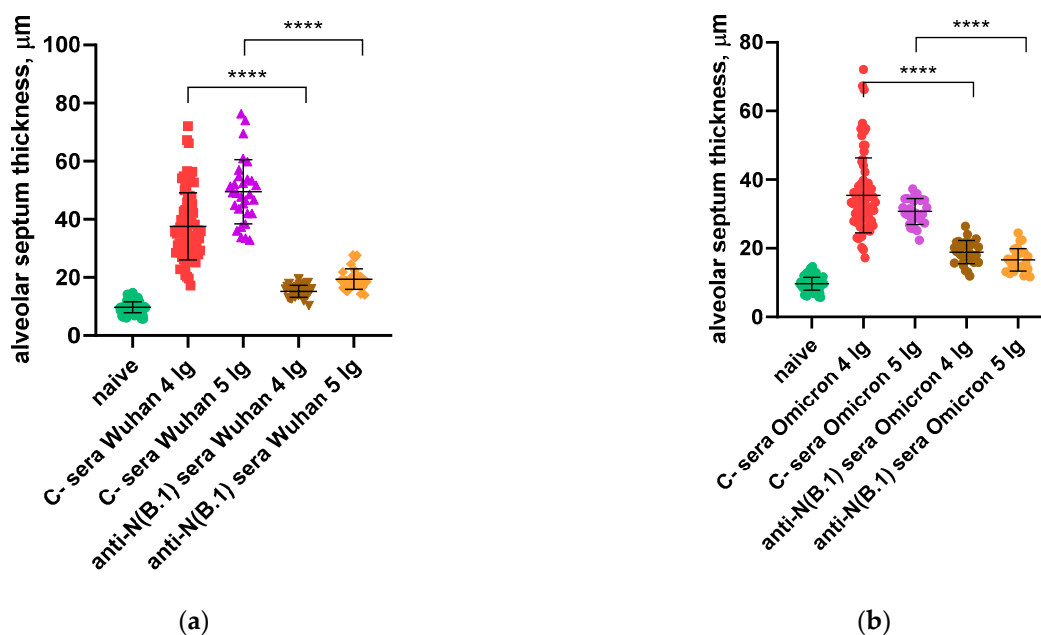 alveolar septum thickness, μm
100
80
60
40
20
0
****
****
naive
C- sera Wuhan 4 lg
C- sera Wuhan 5 lg
anti-N(B.1) sera Wuhan 4 lg
anti-N(B.1) sera Wuhan 5 lg
(a)
alveolar septum thickness, μm
80
60
40
20
0
****
****
naive
C- sera Omicron 4 lg
C- sera Omicron 5 lg
anti-N(B.1) sera Omicron 4 lg
anti-N(B.1) sera Omicron 5 lg
(b)